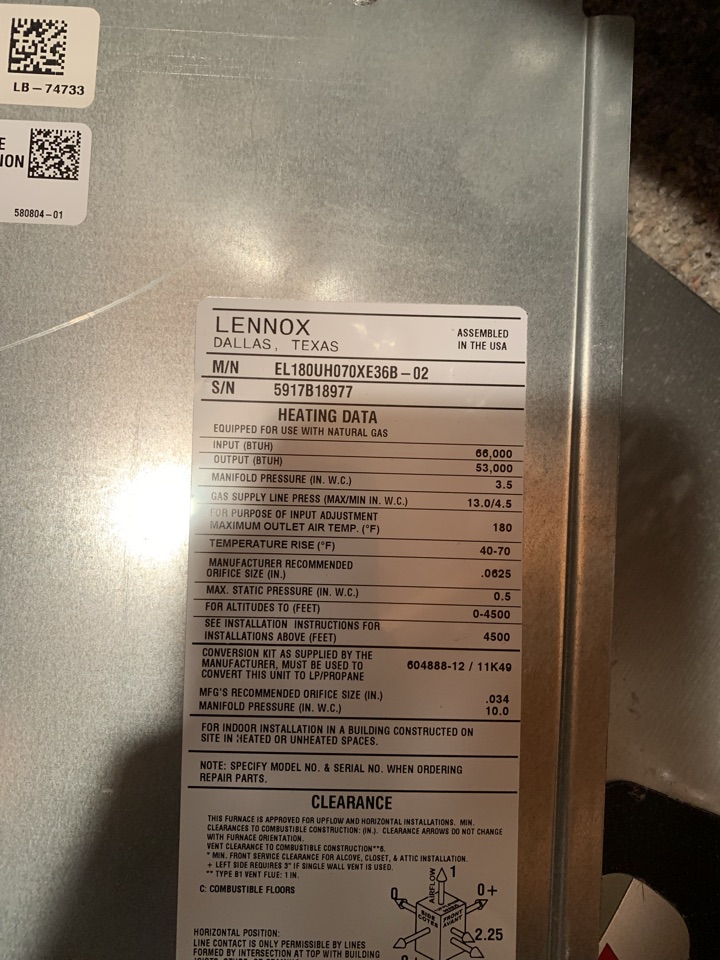 LB-74733
E
ION
580804-01
LENNOX
DALLAS, TEXAS
ASSEMBLED
IN THE USA
M/N EL180UH070XE36B-02
S/N 5917B18977
HEATING DATA
EQUIPPED FOR USE WITH NATURAL GAS
INPUT (BTUH) 66,000
OUTPUT (BTUH) 53,000
MANIFOLD PRESSURE (IN. W.C.) 3.5
GAS SUPPLY LINE PRESS (MAX/MIN IN. W.C.) 13.0/4.5
FOR PURPOSE OF INPUT ADJUSTMENT
MAXIMUM OUTLET AIR TEMP. (°F) 180
TEMPERATURE RISE (°F) 40-70
MANUFACTURER RECOMMENDED
ORIFICE SIZE (IN.) .0625
MAX. STATIC PRESSURE (IN. W.C.) 0.5
FOR ALTITUDES TO (FEET) 0-4500
SEE INSTALLATION INSTRUCTIONS FOR
INSTALLATIONS ABOVE (FEET) 4500
CONVERSION KIT AS SUPPLIED BY THE
MANUFACTURER, MUST BE USED TO
CONVERT THIS UNIT TO LP/PROPANE
604888-12 / 11K49
MFG'S RECOMMENDED ORIFICE SIZE (IN.) .034
MANIFOLD PRESSURE (IN. W.C.) 10.0
FOR INDOOR INSTALLATION IN A BUILDING CONSTRUCTED ON
SITE IN HEATED OR UNHEATED SPACES.
NOTE: SPECIFY MODEL NO. & SERIAL NO. WHEN ORDERING
REPAIR PARTS.
CLEARANCE
THIS FURNACE IS APPROVED FOR UPFLOW AND HORIZONTAL INSTALLATIONS. MIN.
CLEARANCES TO COMBUSTIBLE CONSTRUCTION: (IN.). CLEARANCE ARROWS DO NOT CHANGE
WITH FURNACE ORIENTATION.
VENT CLEARANCE TO COMBUSTIBLE CONSTRUCTION**6.
* MIN. FRONT SERVICE CLEARANCE FOR ALCOVE, CLOSET, & ATTIC INSTALLATION.
+ LEFT SIDE REQUIRES 3" IF SINGLE WALL VENT IS USED.
** TYPE B1 VENT FLUE: 1 IN.
C: COMBUSTIBLE FLOORS
AIRFLOW
1
0
0+
SIDE
COTE
FRONT
AVANT
2.25
HORIZONTAL POSITION:
LINE CONTACT IS ONLY PERMISSIBLE BY LINES
FORMED BY INTERSECTION AT TOP WITH BUILDING